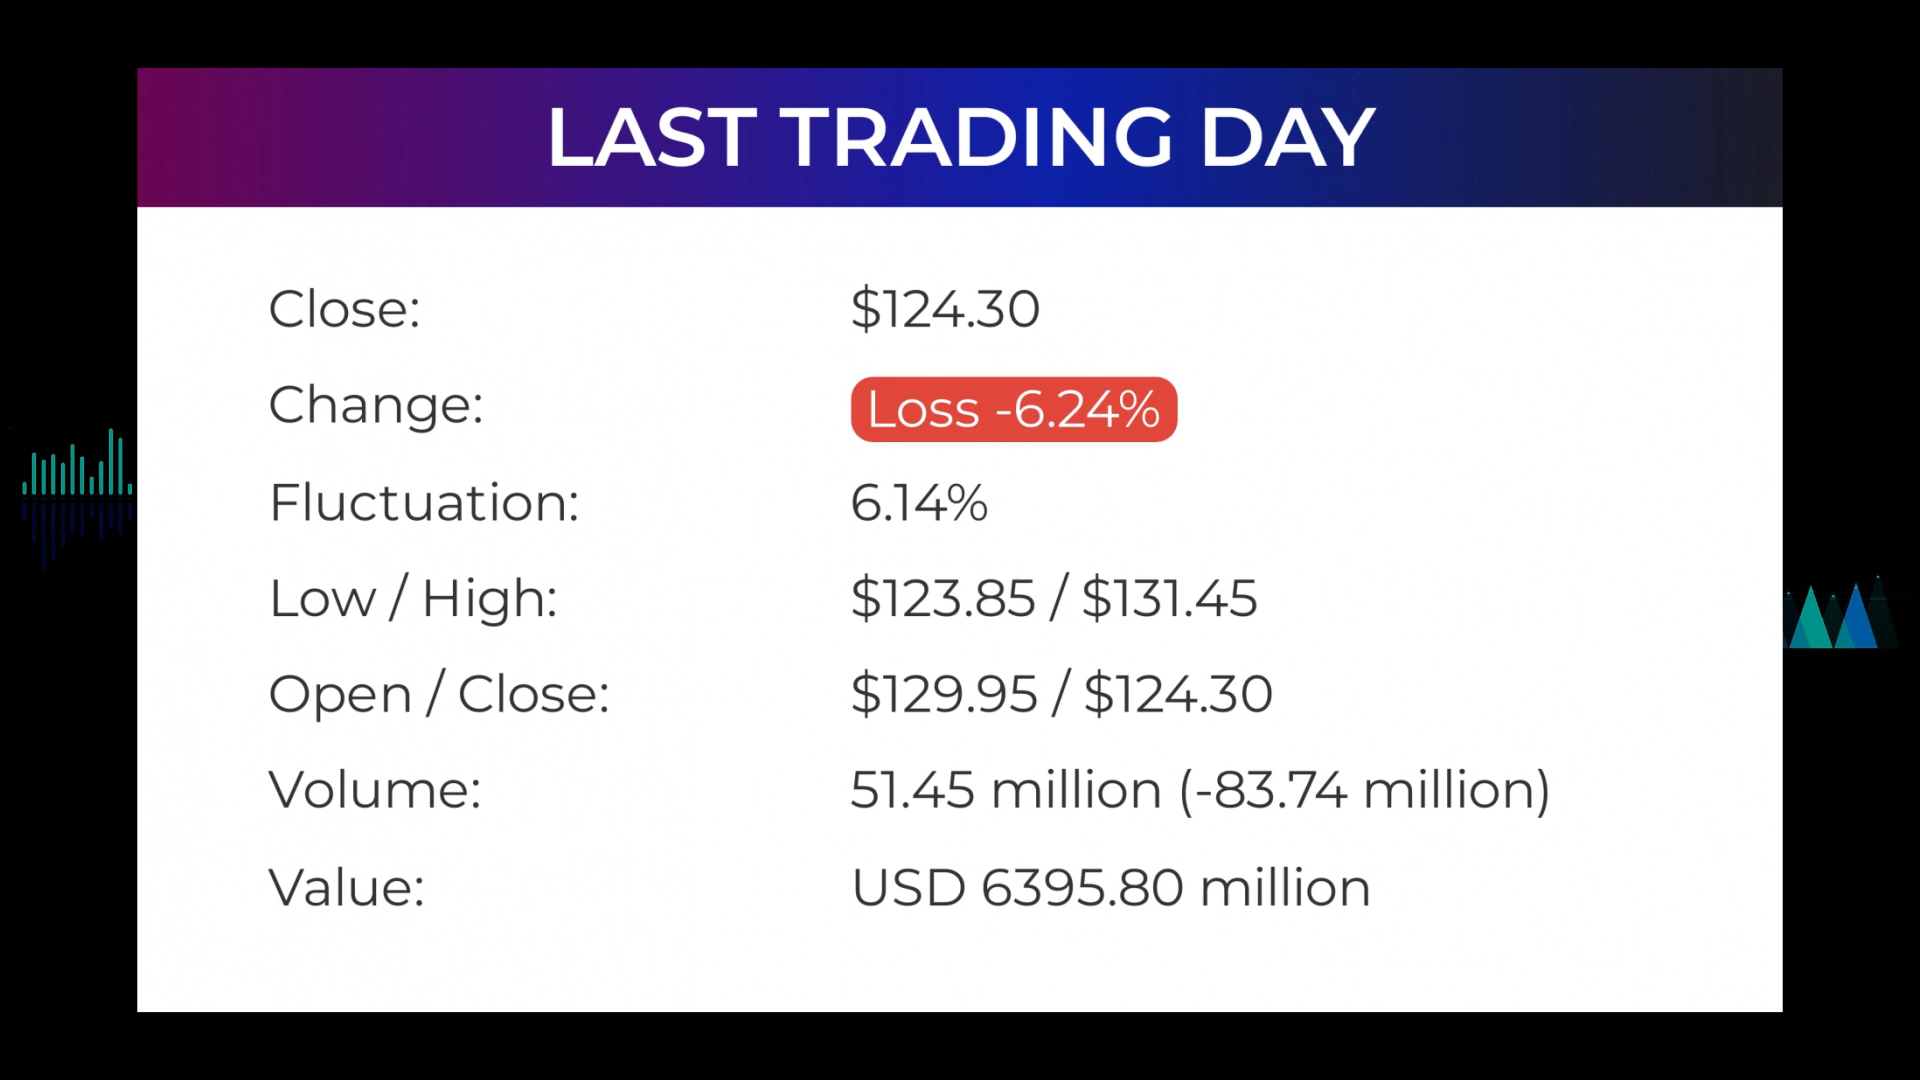 LAST TRADING DAY
Close: $124.30
Change: Loss -6.24%
Fluctuation: 6.14%
Low / High: $123.85 / $131.45
Open / Close: $129.95 / $124.30
Volume: 51.45 million (-83.74 million)
Value: USD 6395.80 million